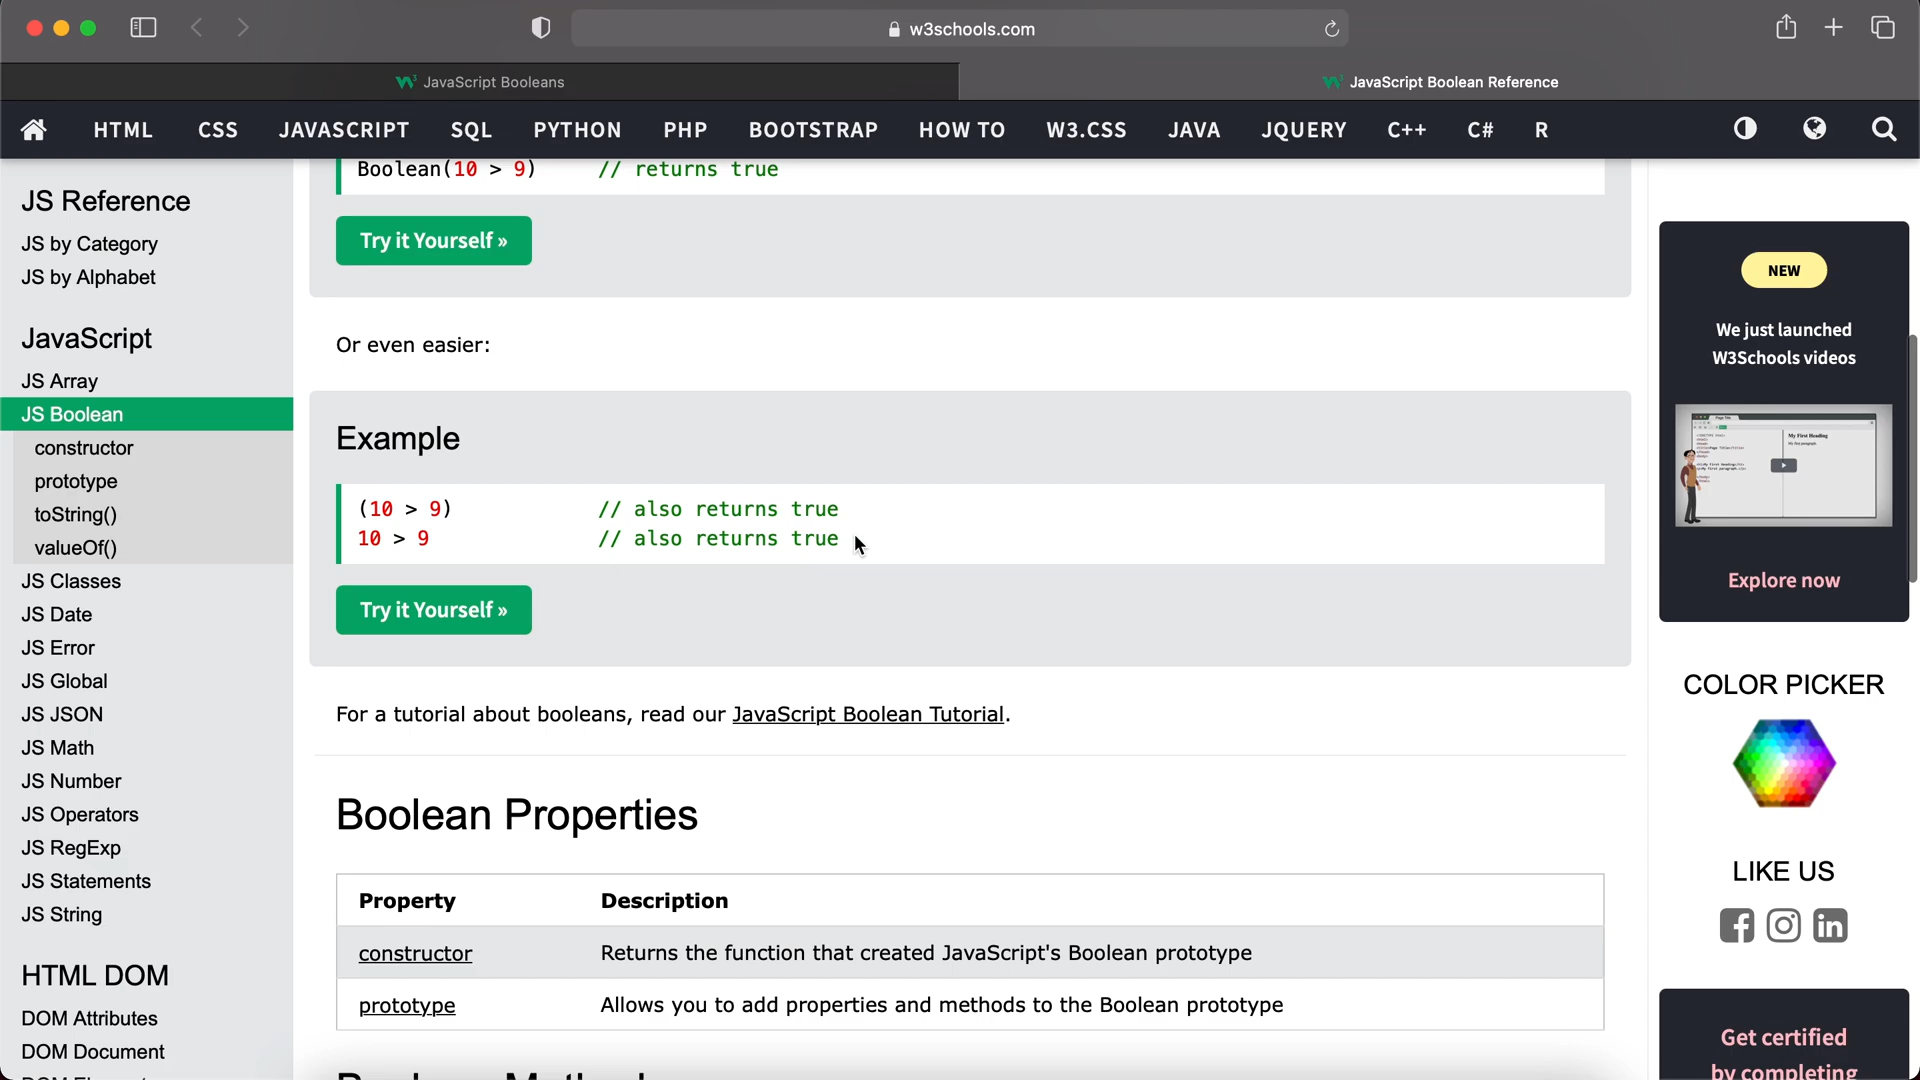 w3schools.com
JavaScript Booleans
JavaScript Boolean Reference
HTML CSS JAVASCRIPT SQL PYTHON PHP BOOTSTRAP HOW TO W3.CSS JAVA JQUERY C++ C# R
JS Reference
JS by Category
JS by Alphabet
JavaScript
JS Array
JS Boolean
constructor
prototype
toString()
valueOf()
JS Classes
JS Date
JS Error
JS Global
JS JSON
JS Math
JS Number
JS Operators
JS RegExp
JS Statements
JS String
HTML DOM
DOM Attributes
DOM Document
Boolean(10 > 9) // returns true
Try it Yourself »
Or even easier:
Example
(10 > 9) // also returns true
10 > 9 // also returns true
Try it Yourself »
For a tutorial about booleans, read our JavaScript Boolean Tutorial.
Boolean Properties
Property Description
constructor Returns the function that created JavaScript's Boolean prototype
prototype Allows you to add properties and methods to the Boolean prototype
NEW
We just launched
W3Schools videos
My First Heading
Explore now
COLOR PICKER
LIKE US
Get certified
by completing